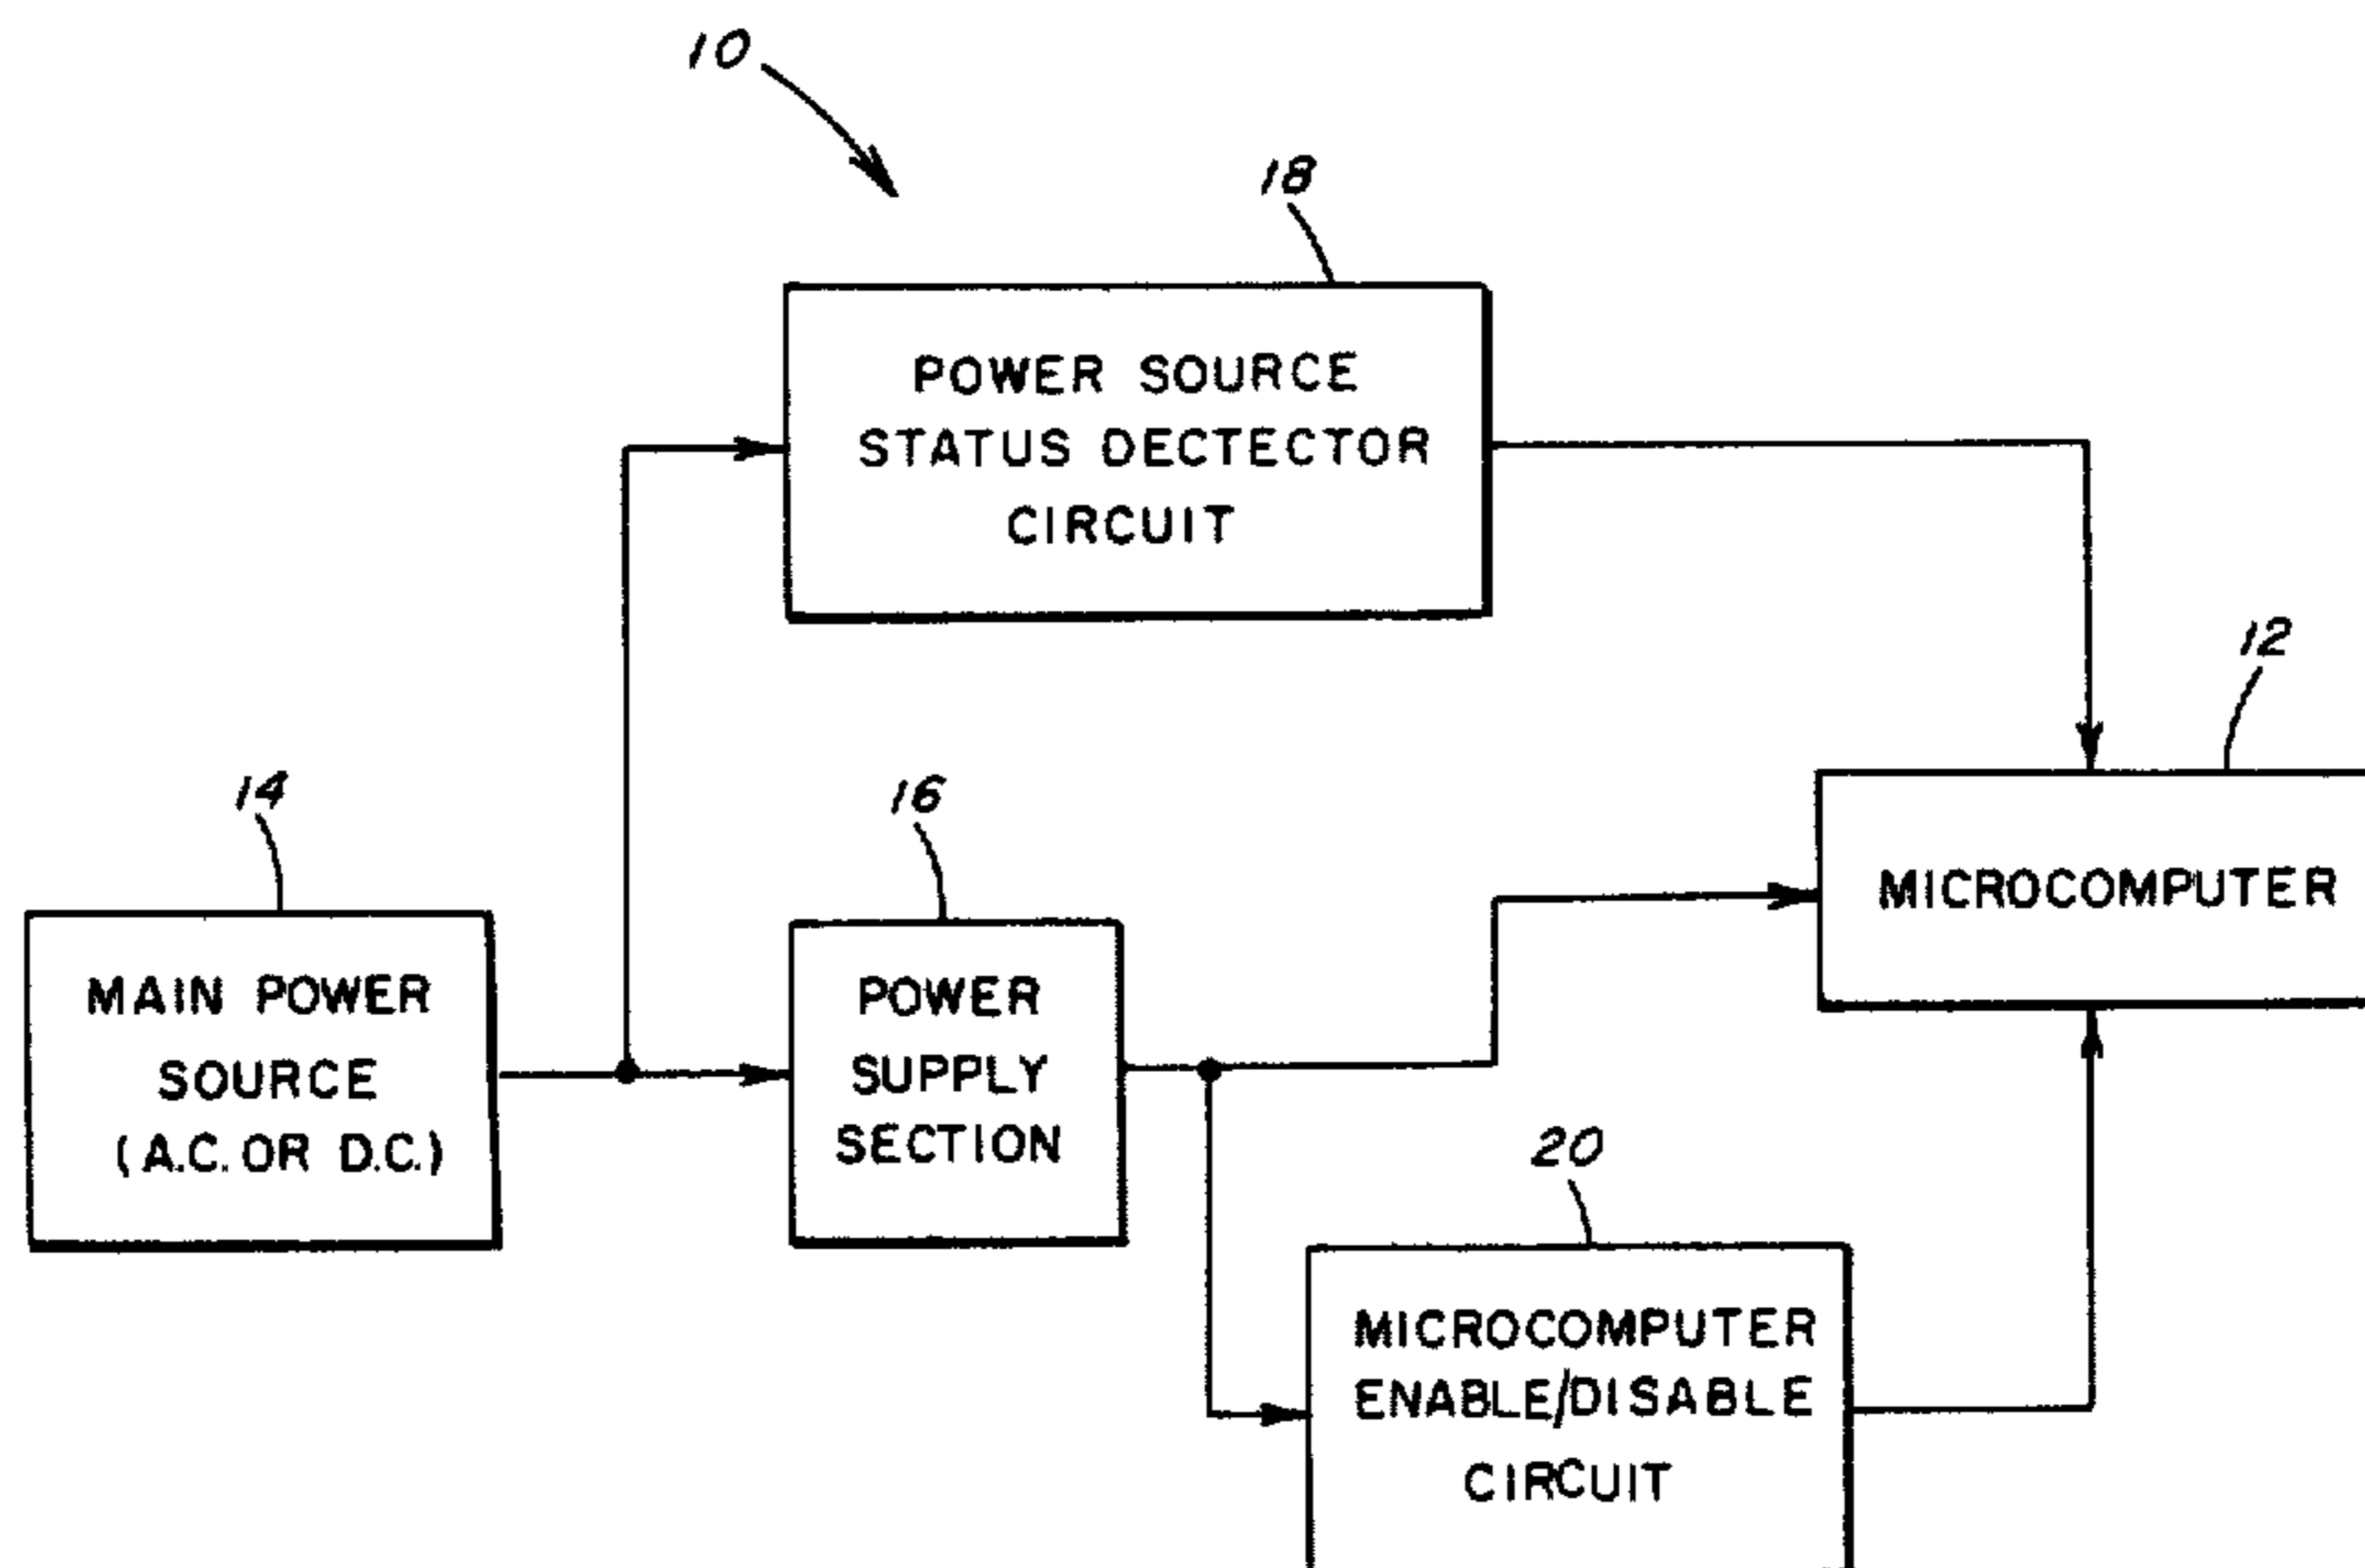 10
18
POWER SOURCE
STATUS DECTECTOR
CIRCUIT
12
MICROCOMPUTER
14
MAIN POWER
SOURCE
(A.C. OR D.C.)
16
POWER
SUPPLY
SECTION
20
MICROCOMPUTER
ENABLE/DISABLE
CIRCUIT